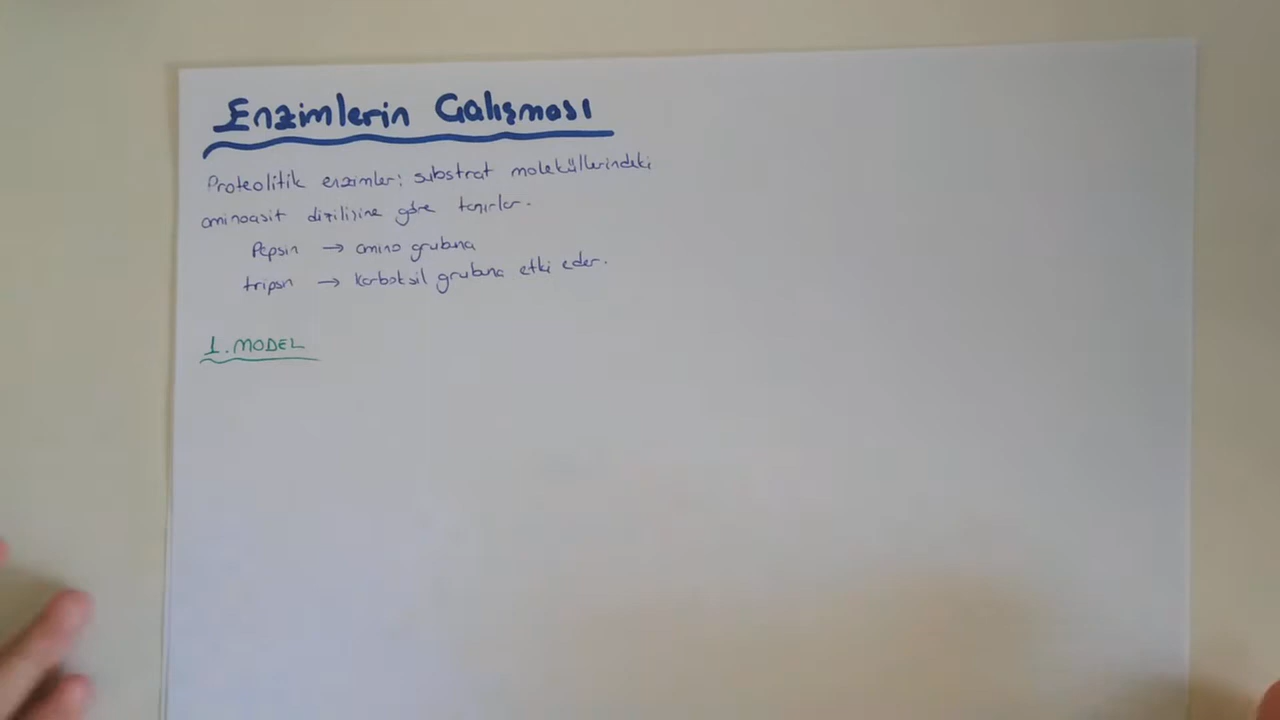 Enzimlerin Çalışması
Proteolitik enzimler; substrat moleküllerindeki
aminoasit dizilişine göre tanırlar.
Pepsin → amino grubuna
tripsin → Karboksil grubuna etki eder.
1. MODEL